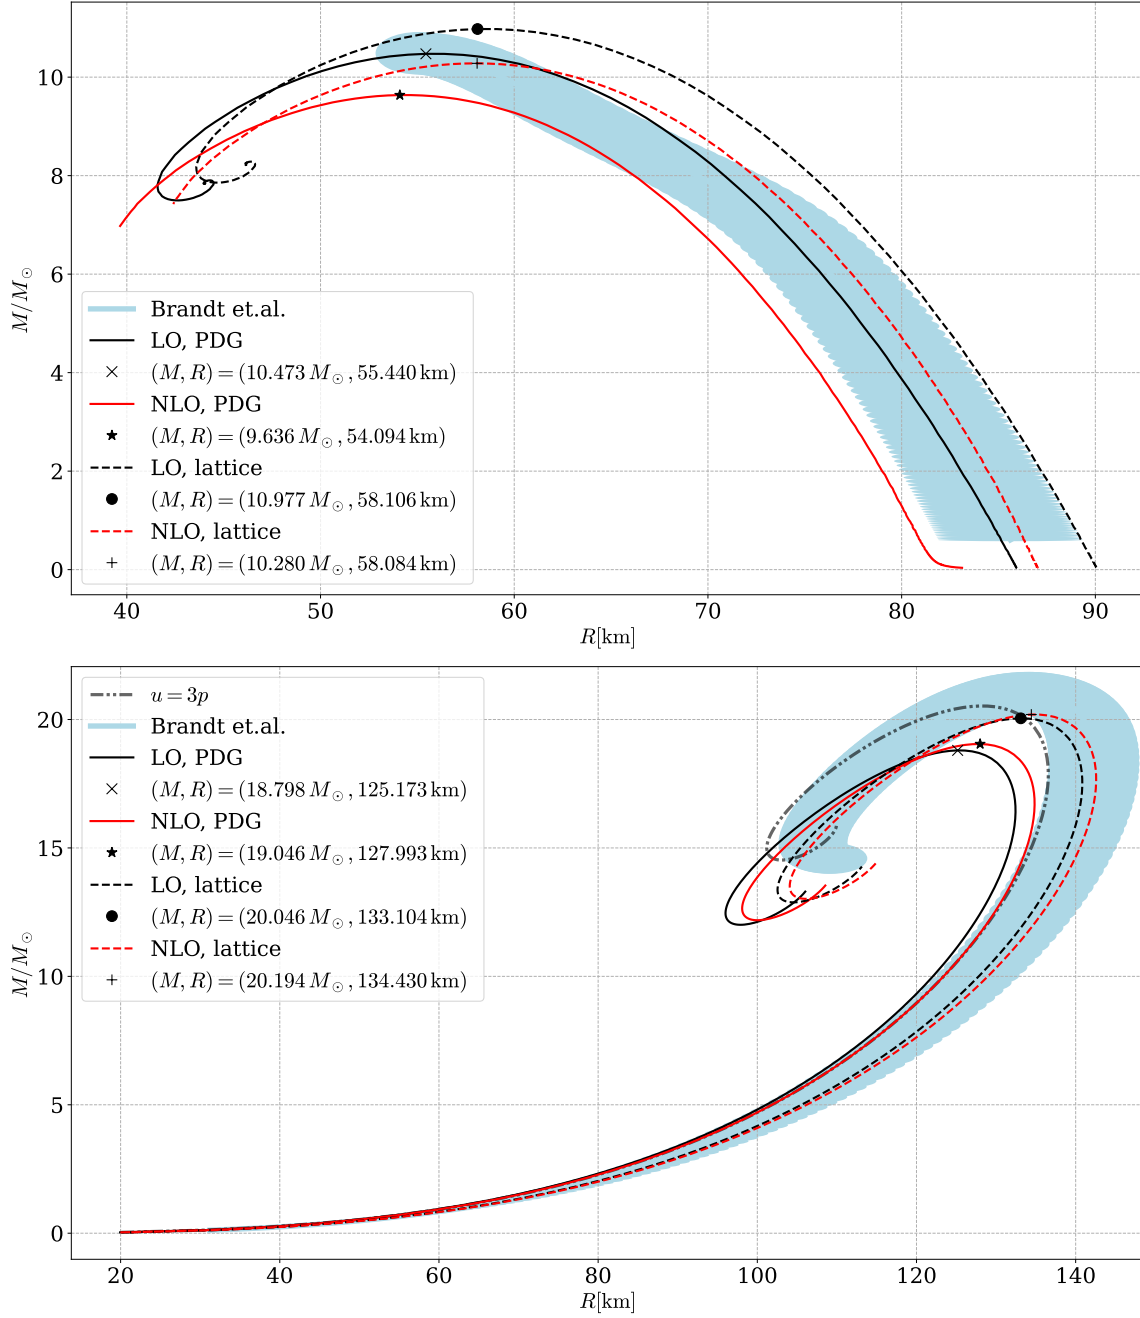 10
8
6
4
2
0
M/M⊙
Brandt et.al.
LO, PDG
(M, R) = (10.473 M⊙, 55.440 km)
NLO, PDG
(M, R) = (9.636 M⊙, 54.094 km)
LO, lattice
(M, R) = (10.977 M⊙, 58.106 km)
NLO, lattice
(M, R) = (10.280 M⊙, 58.084 km)
40 50 60 70 80 90
R[km]
20
15
10
5
0
M/M⊙
u = 3p
Brandt et.al.
LO, PDG
(M, R) = (18.798 M⊙, 125.173 km)
NLO, PDG
(M, R) = (19.046 M⊙, 127.993 km)
LO, lattice
(M, R) = (20.046 M⊙, 133.104 km)
NLO, lattice
(M, R) = (20.194 M⊙, 134.430 km)
20 40 60 80 100 120 140
R[km]